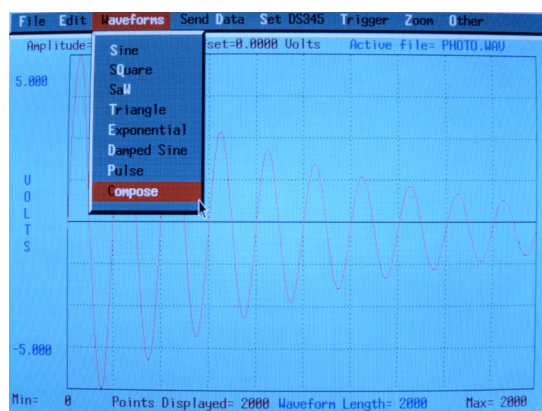 File Edit Waveforms Send Data Set DS345 Trigger Zoom Other
Amplitude= set=0.0000 Volts Active file= PHOTO.WAV
Sine
SQuare
SaW
Triangle
Exponential
Damped Sine
Pulse
Compose
5.000
VOLTS
-5.000
Min= 0 Points Displayed= 2000 Waveform Length= 2000 Max= 2000